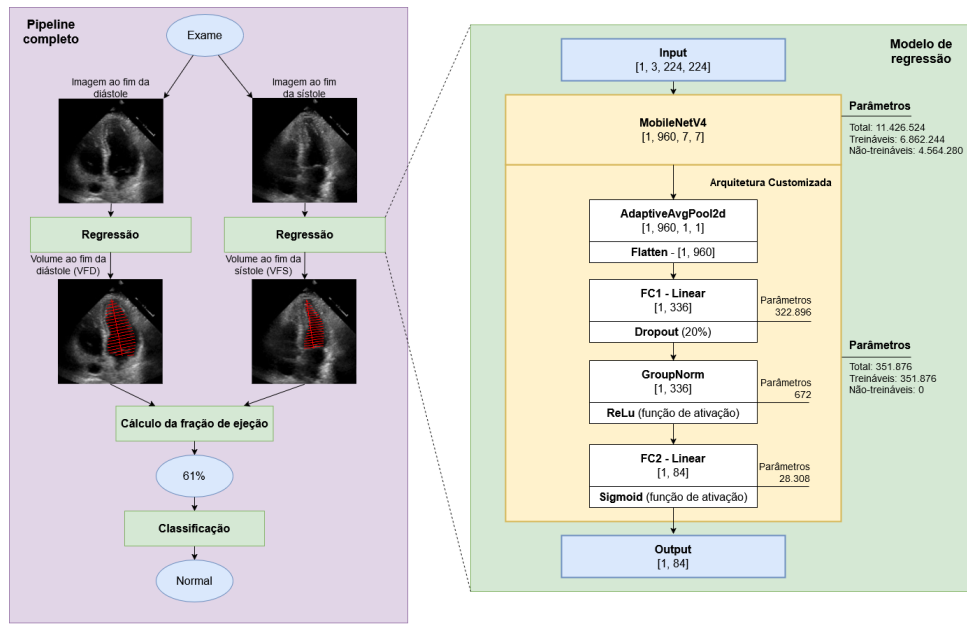 Pipeline
completo
Exame
Imagem ao fim da
diástole
Imagem ao fim
da sístole
Regressão
Regressão
Volume ao fim da
diástole (VFD)
Volume ao fim da
sístole (VFS)
Cálculo da fração de ejeção
61%
Classificação
Normal
Modelo de
regressão
Input
[1, 3, 224, 224]
MobileNetV4
[1, 960, 7, 7]
Parâmetros
Total: 11.426.524
Treináveis: 6.862.244
Não-treináveis: 4.564.280
Arquitetura Customizada
AdaptiveAvgPool2d
[1, 960, 1, 1]
Flatten - [1, 960]
FC1 - Linear
[1, 336]
Parâmetros
322.896
Dropout (20%)
Parâmetros
Total: 351.876
Treináveis: 351.876
Não-treináveis: 0
GroupNorm
[1, 336]
Parâmetros
672
ReLu (função de ativação)
FC2 - Linear
[1, 84]
Parâmetros
28.308
Sigmoid (função de ativação)
Output
[1, 84]